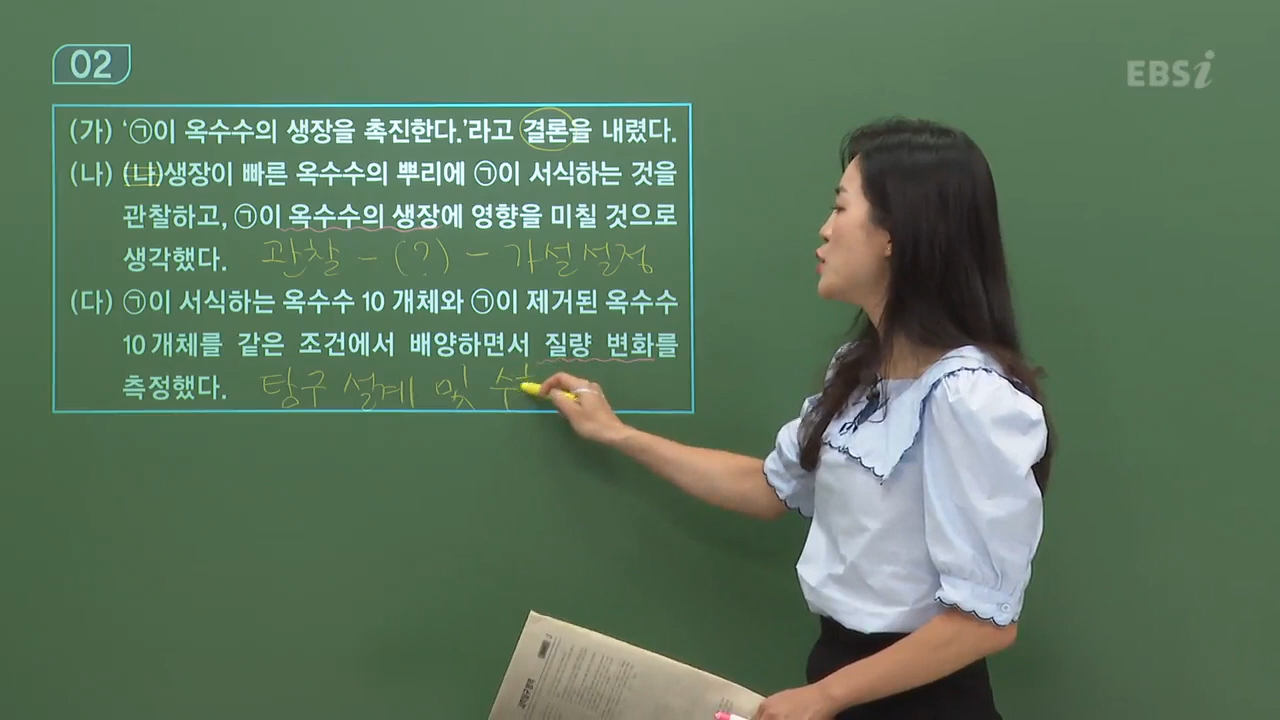 02
EBSi
(가) '㉠이 옥수수의 생장을 촉진한다.'라고 결론을 내렸다.
(나) (나)생장이 빠른 옥수수의 뿌리에 ㉠이 서식하는 것을
관찰하고, ㉠이 옥수수의 생장에 영향을 미칠 것으로
생각했다. 관찰 - (?) - 가설설정
(다) ㉠이 서식하는 옥수수 10 개체와 ㉠이 제거된 옥수수
10 개체를 같은 조건에서 배양하면서 질량 변화를
측정했다. 탐구 설계 및 수